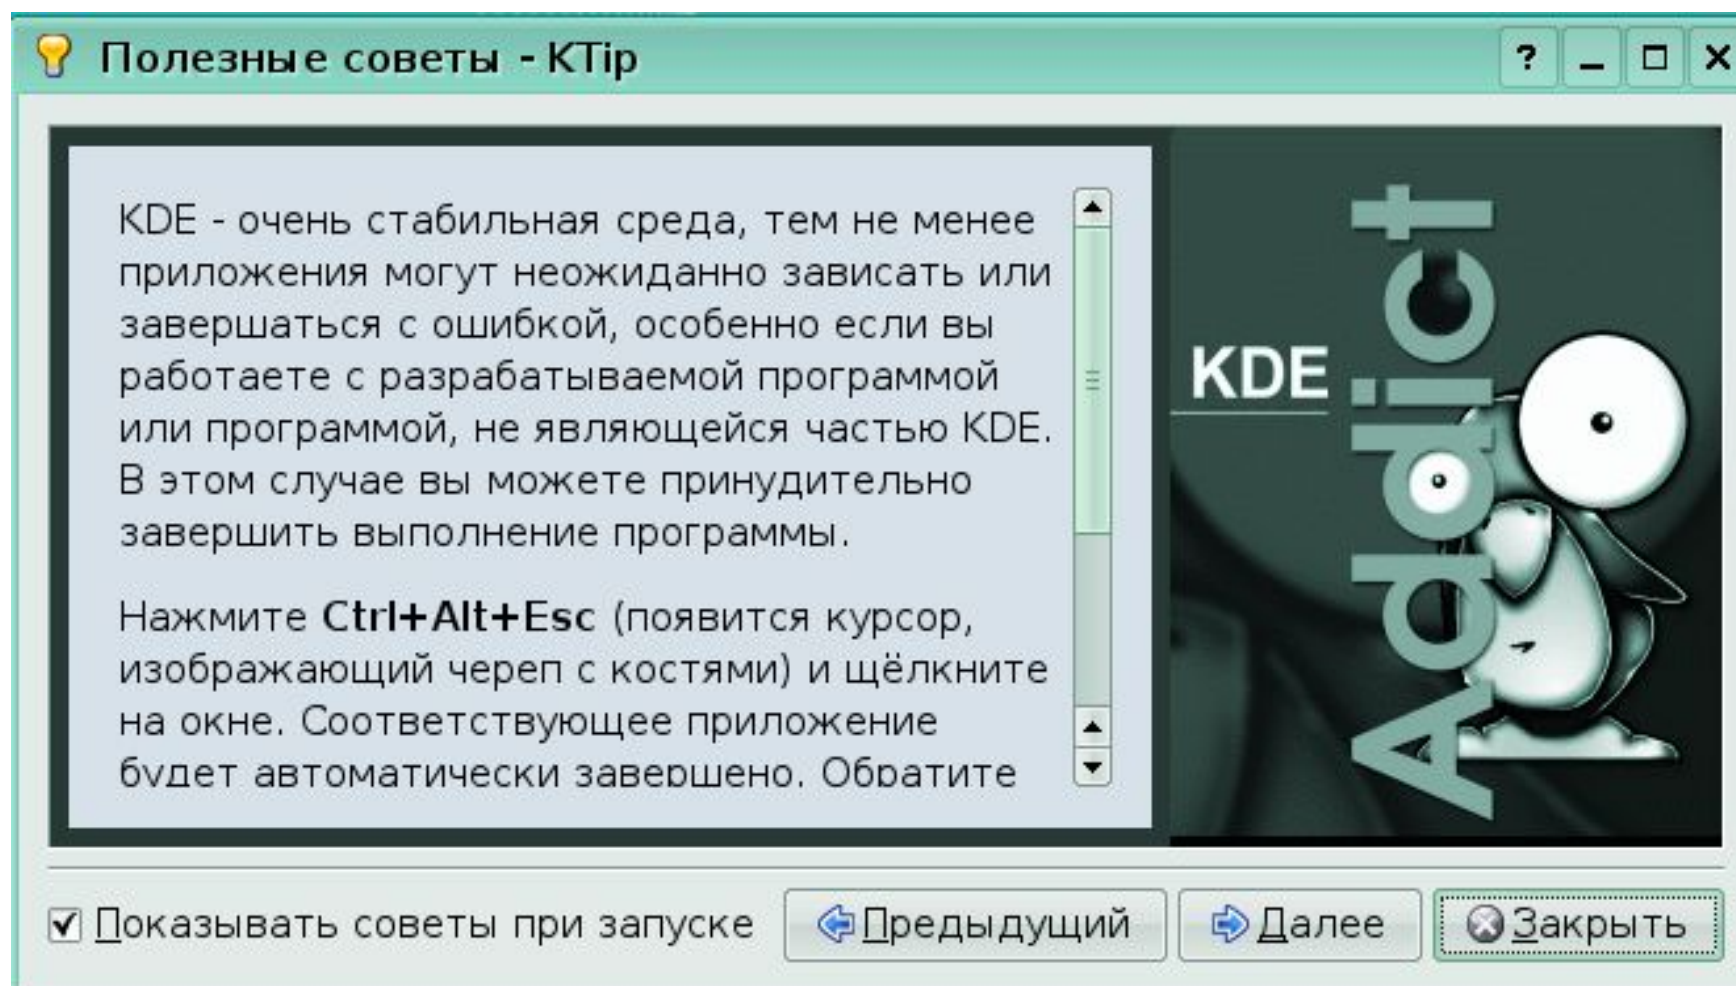 Полезные советы - KTip
KDE - очень стабильная среда, тем не менее
приложения могут неожиданно зависать или
завершаться с ошибкой, особенно если вы
работаете с разрабатываемой программой
или программой, не являющейся частью KDE.
В этом случае вы можете принудительно
завершить выполнение программы.
Нажмите Ctrl+Alt+Esc (появится курсор,
изображающий череп с костями) и щёлкните
на окне. Соответствующее приложение
будет автоматически завершено. Обратите
KDE
Addict
Показывать советы при запуске
Предыдущий
Далее
Закрыть